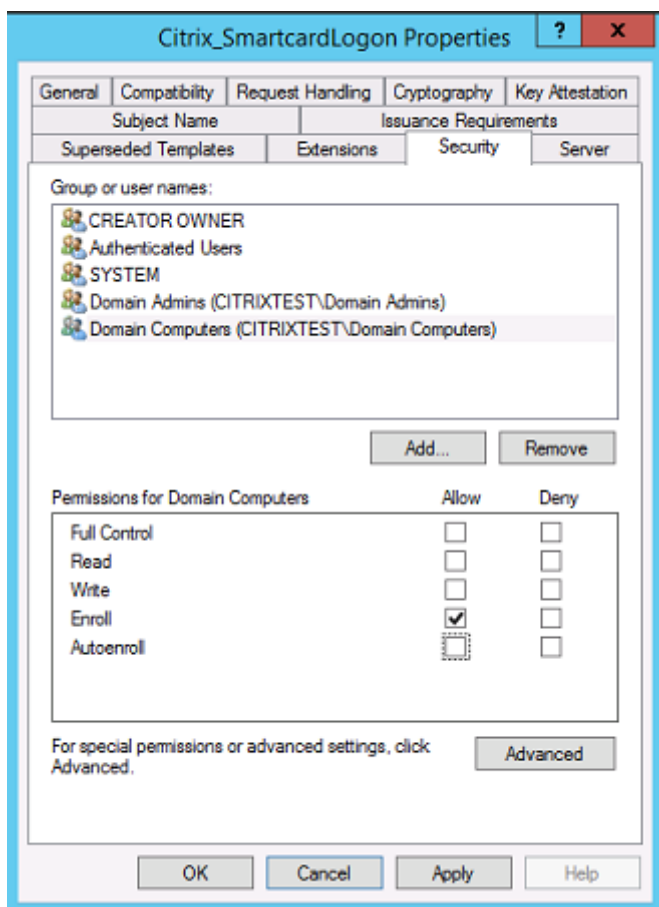 Citrix_SmartcardLogon Properties ? x
General Compatibility Request Handling Cryptography Key Attestation
Subject Name Issuance Requirements
Superseded Templates Extensions Security Server
Group or user names:
CREATOR OWNER
Authenticated Users
SYSTEM
Domain Admins (CITRIXTEST\Domain Admins)
Domain Computers (CITRIXTEST\Domain Computers)
Add... Remove
Permissions for Domain Computers Allow Deny
Full Control
Read
Write
Enroll
Autoenroll
For special permissions or advanced settings, click
Advanced. Advanced
OK Cancel Apply Help